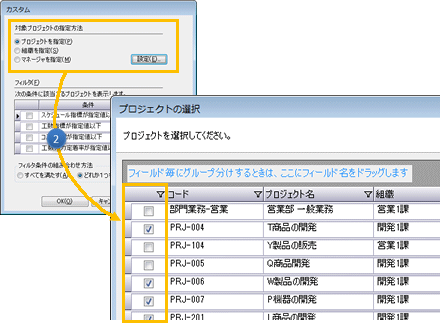 カスタム
対象プロジェクトの指定方法
プロジェクトを指定(P)
組織を指定(S)
マネージャを指定(M)
設定(E)...
フィルタ(F)
次の条件に該当するプロジェクトを表示します。
条件
スケジュール指標が指定値以
工数指標が指定値以下
コ
指定値以下
工数
の定着率が指定値
フィルタ条件の組み合わせ方法
すべてを満たす(A)
どれか1つ
OK(O)
キャン
2
プロジェクトの選択
プロジェクトを選択してください。
フィールド毎にグループ分けするときは、ここにフィールド名をドラッグします
コード プロジェクト名 組織
部門業務-営業 営業部 一般業務 営業1課
PRJ-004 T商品の開発 開発1課
PRJ-104 Y製品の販売 営業1課
PRJ-005 Q商品開発 開発1課
PRJ-006 W製品の開発 開発1課
PRJ-007 P機器の開発 開発1課
PRJ-201 L商品の開発 開発1課